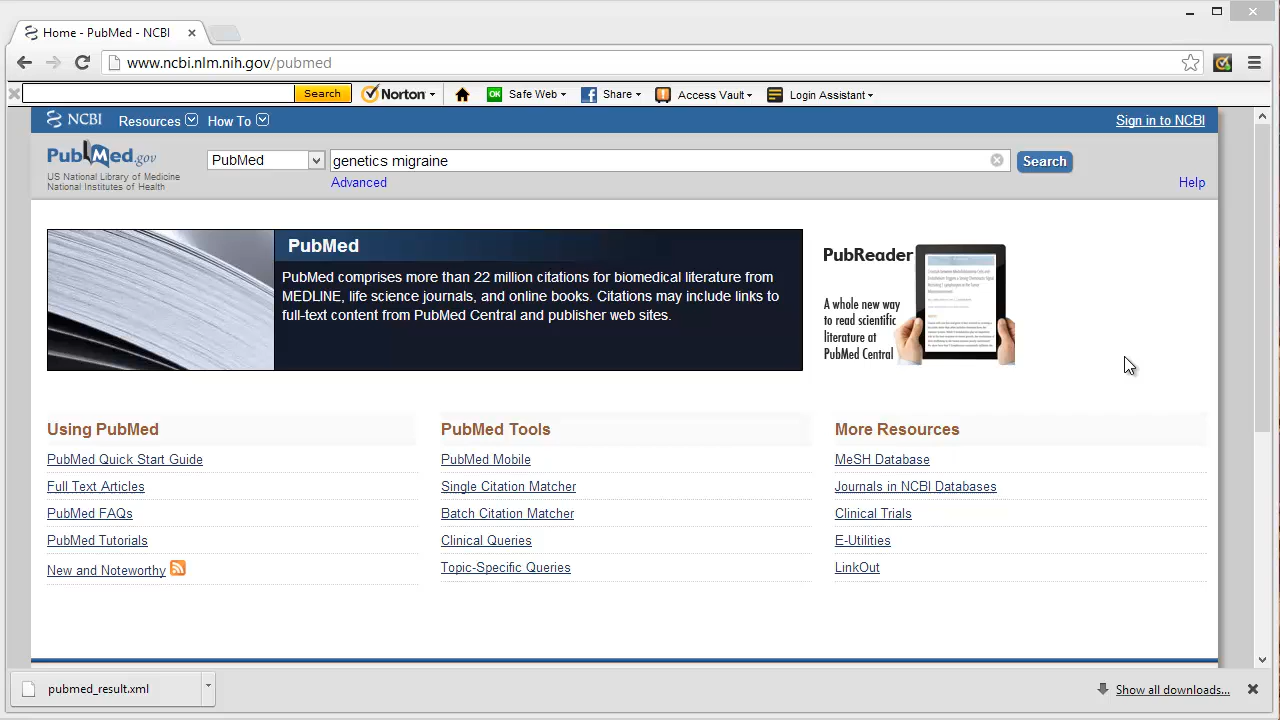 Home - PubMed - NCBI
www.ncbi.nlm.nih.gov/pubmed
Search Norton Safe Web Share Access Vault Login Assistant
NCBI Resources How To Sign in to NCBI
PubMed.gov
US National Library of Medicine
National Institutes of Health
PubMed genetics migraine Search
Advanced Help
PubMed
PubMed comprises more than 22 million citations for biomedical literature from
MEDLINE, life science journals, and online books. Citations may include links to
full-text content from PubMed Central and publisher web sites.
PubReader
A whole new way
to read scientific
literature at
PubMed Central
Using PubMed
PubMed Quick Start Guide
Full Text Articles
PubMed FAQs
PubMed Tutorials
New and Noteworthy
PubMed Tools
PubMed Mobile
Single Citation Matcher
Batch Citation Matcher
Clinical Queries
Topic-Specific Queries
More Resources
MeSH Database
Journals in NCBI Databases
Clinical Trials
E-Utilities
LinkOut
pubmed_result.xml Show all downloads...